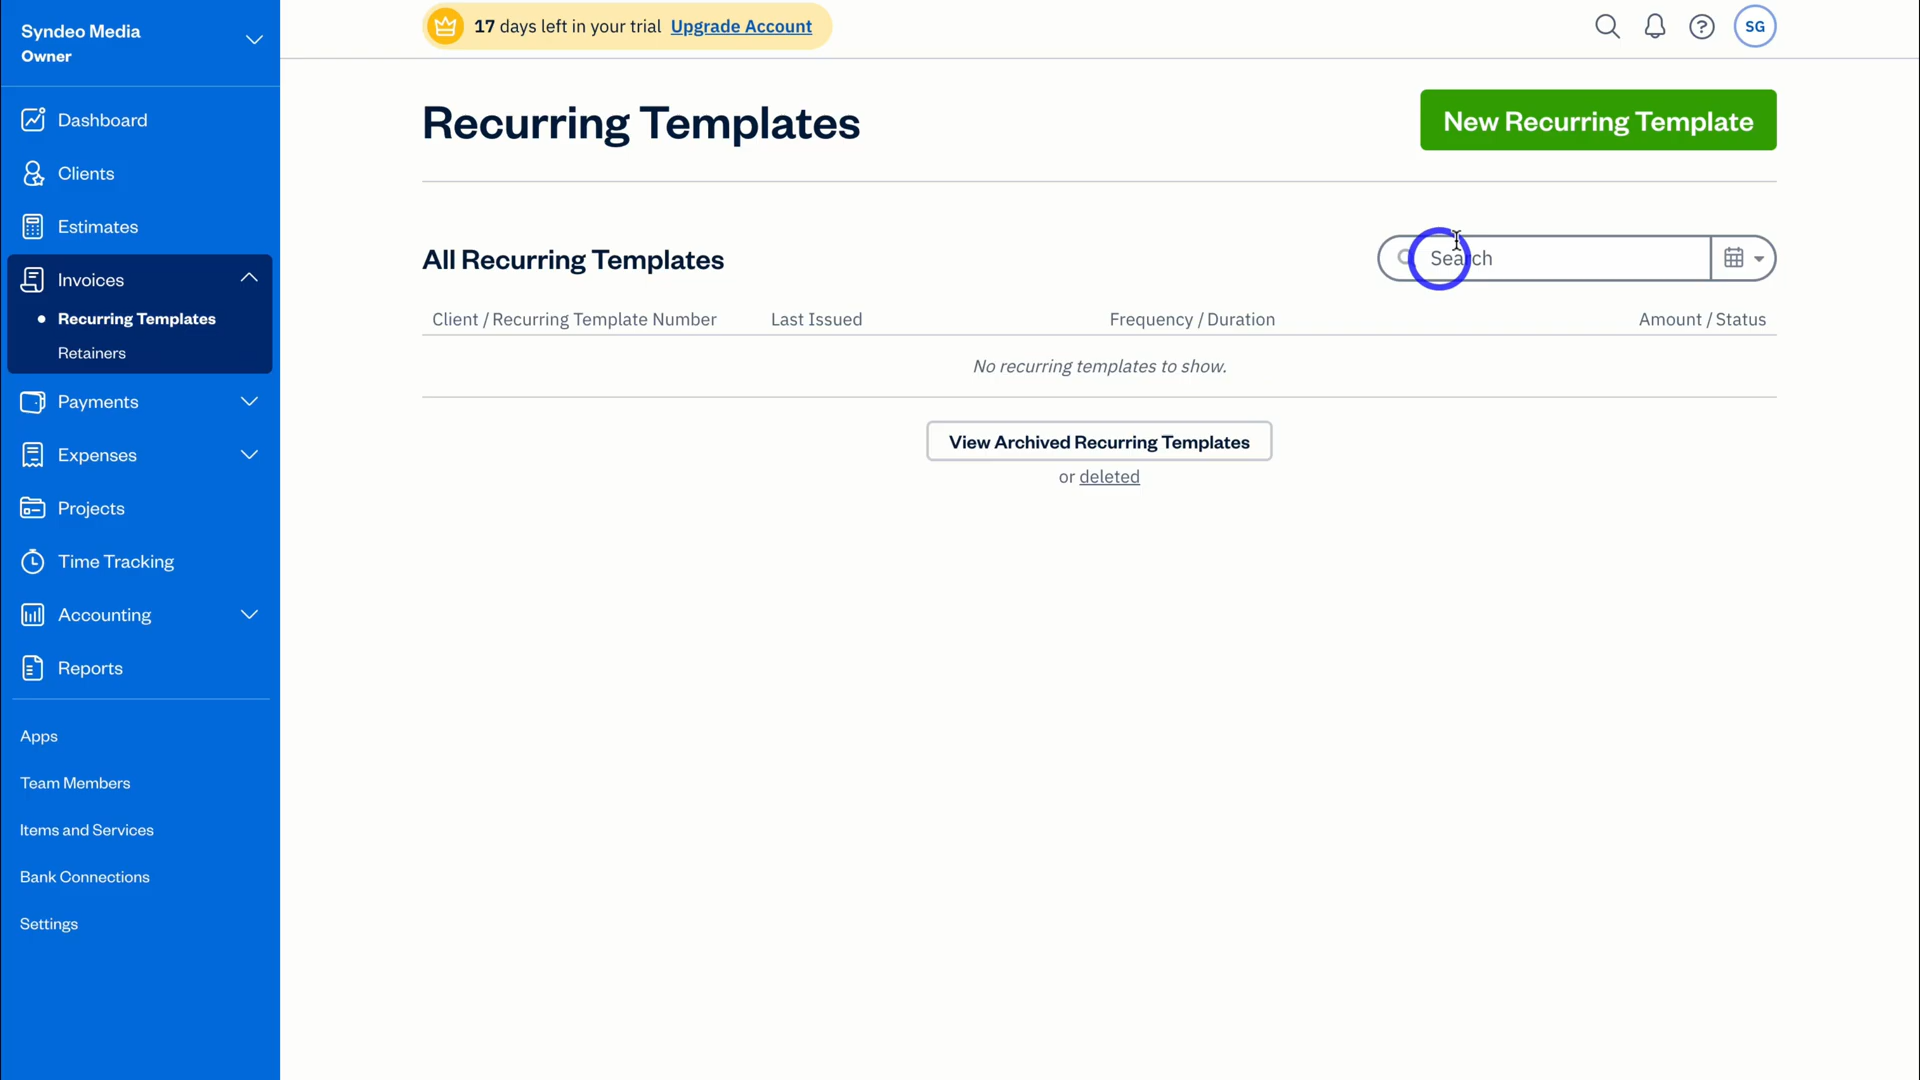 Syndeo Media
Owner
Dashboard
Clients
Estimates
Invoices
Recurring Templates
Retainers
Payments
Expenses
Projects
Time Tracking
Accounting
Reports
Apps
Team Members
Items and Services
Bank Connections
Settings
17 days left in your trial Upgrade Account
SG
Recurring Templates
New Recurring Template
All Recurring Templates
Search
Client / Recurring Template Number Last Issued Frequency / Duration Amount / Status
No recurring templates to show.
View Archived Recurring Templates
or deleted